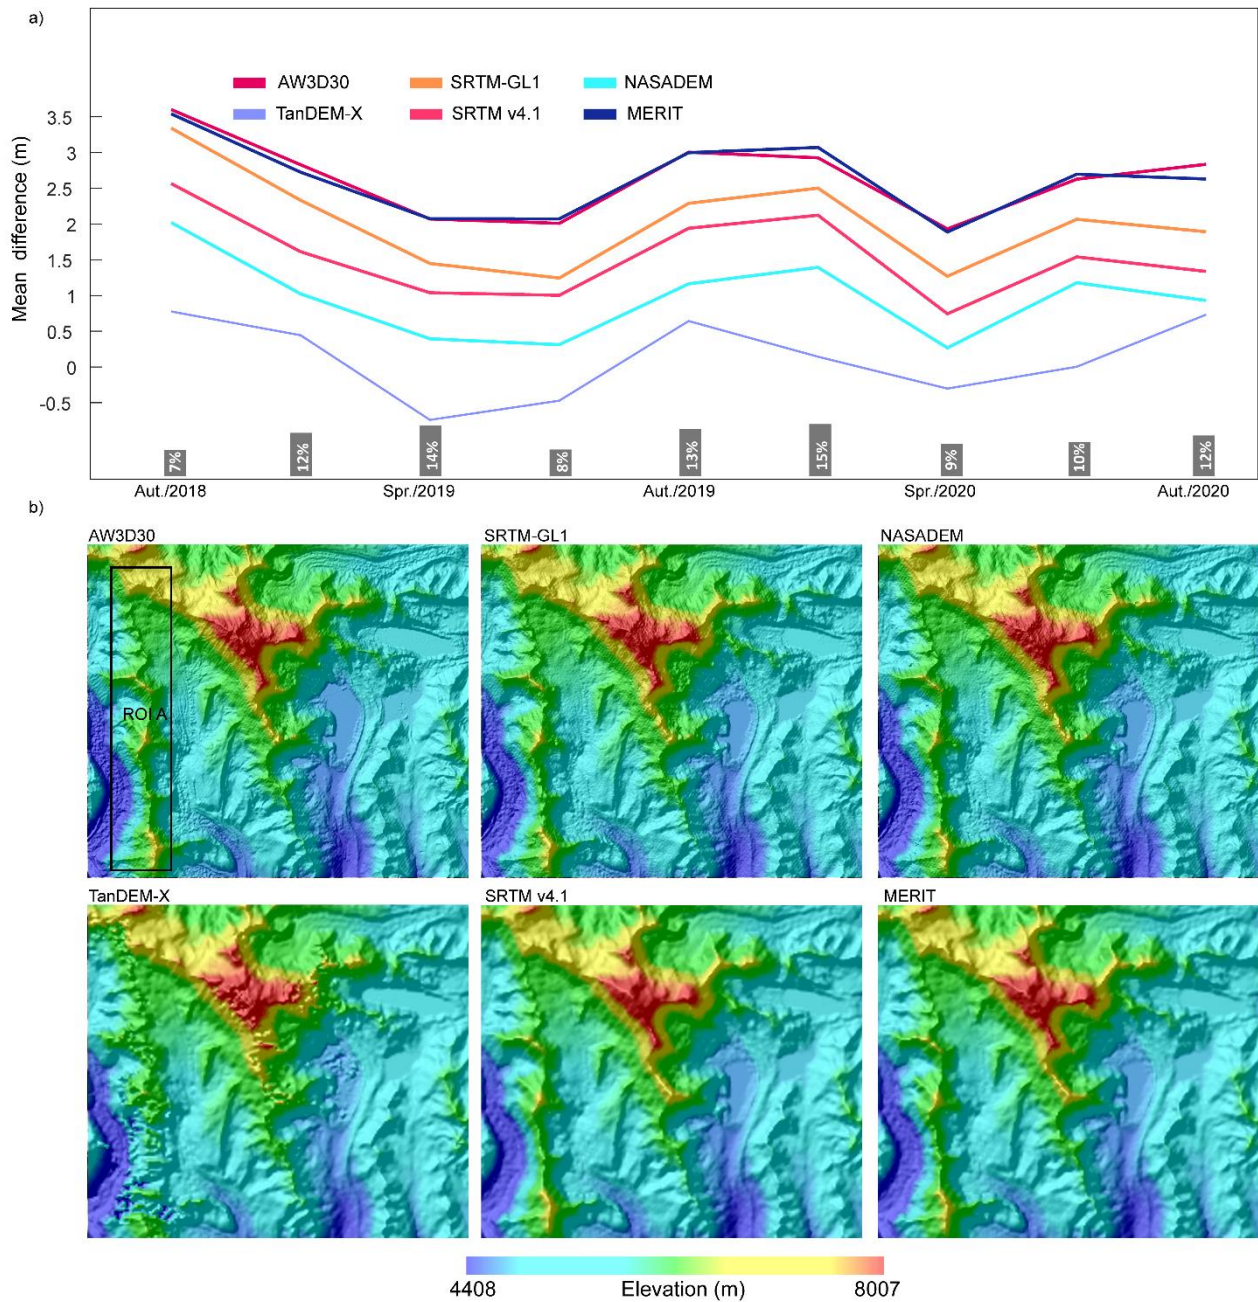 a)
AW3D30 SRTM-GL1 NASADEM
TanDEM-X SRTM v4.1 MERIT
Mean difference (m)
3.5
3
2.5
2
1.5
1
0.5
0
-0.5
7% 12% 14% 8% 13% 15% 9% 10% 12%
Aut./2018 Spr./2019 Aut./2019 Spr./2020 Aut./2020
b)
AW3D30 SRTM-GL1 NASADEM
ROI A
TanDEM-X SRTM v4.1 MERIT
4408 Elevation (m) 8007